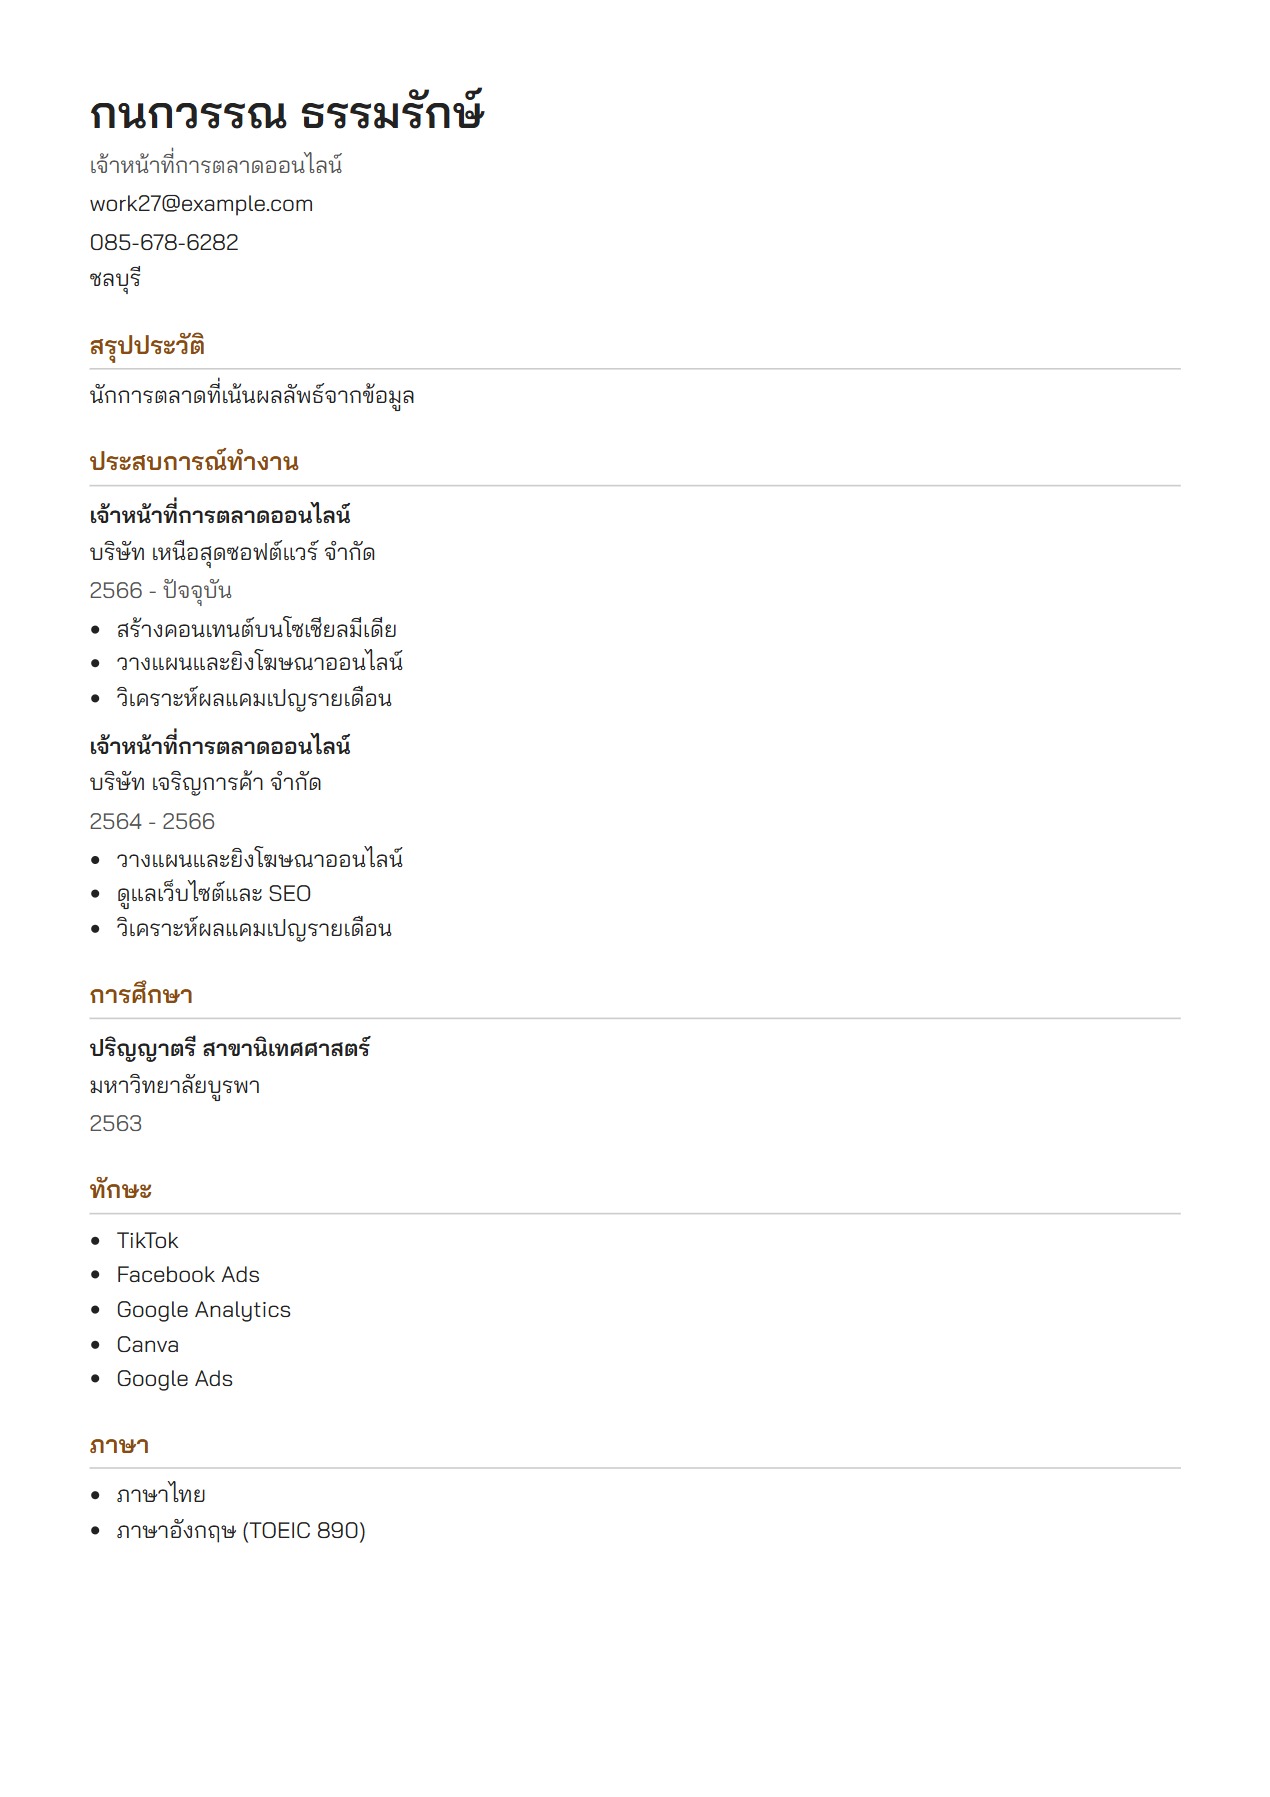 กนกวรรณ ธรรมรักษ์
เจ้าหน้าที่การตลาดออนไลน์
work27@example.com
085-678-6282
ชลบุรี
สรุปประวัติ
นักการตลาดที่เน้นผลลัพธ์จากข้อมูล
ประสบการณ์ทำงาน
เจ้าหน้าที่การตลาดออนไลน์
บริษัท เหนือสุดซอฟต์แวร์ จำกัด
2566 - ปัจจุบัน
• สร้างคอนเทนต์บนโซเชียลมีเดีย
• วางแผนและยิงโฆษณาออนไลน์
• วิเคราะห์ผลแคมเปญรายเดือน
เจ้าหน้าที่การตลาดออนไลน์
บริษัท เจริญการค้า จำกัด
2564 - 2566
• วางแผนและยิงโฆษณาออนไลน์
• ดูแลเว็บไซต์และ SEO
• วิเคราะห์ผลแคมเปญรายเดือน
การศึกษา
ปริญญาตรี สาขานิเทศศาสตร์
มหาวิทยาลัยบูรพา
2563
ทักษะ
• TikTok
• Facebook Ads
• Google Analytics
• Canva
• Google Ads
ภาษา
• ภาษาไทย
• ภาษาอังกฤษ (TOEIC 890)